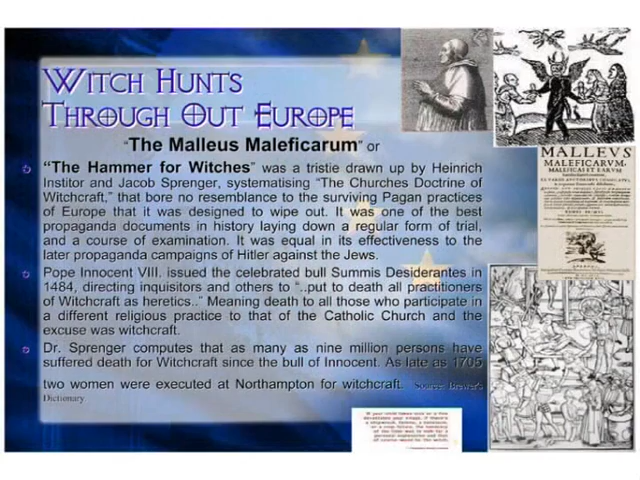 WITCH HUNTS
THROUGH OUT EUROPE
"The Malleus Maleficarum" or
"The Hammer for Witches" was a tristie drawn up by Heinrich
Institor and Jacob Sprenger, systematising "The Churches Doctrine of
Witchcraft," that bore no resemblance to the surviving Pagan practices
of Europe that it was designed to wipe out. It was one of the best
propaganda documents in history laying down a regular form of trial,
and a course of examination. It was equal in its effectiveness to the
later propaganda campaigns of Hitler against the Jews.
Pope Innocent VIII. issued the celebrated bull Summis Desiderantes in
1484, directing inquisitors and others to "..put to death all practitioners
of Witchcraft as heretics.." Meaning death to all those who participate in
a different religious practice to that of the Catholic Church and the
excuse was witchcraft.
Dr. Sprenger computes that as many as nine million persons have
suffered death for Witchcraft since the bull of Innocent. As late as 1705
two women were executed at Northampton for witchcraft. Source: Brewer's
Dictionary
MALLEVS
MALEFICARVM,
MALEFICAS ET EARVM